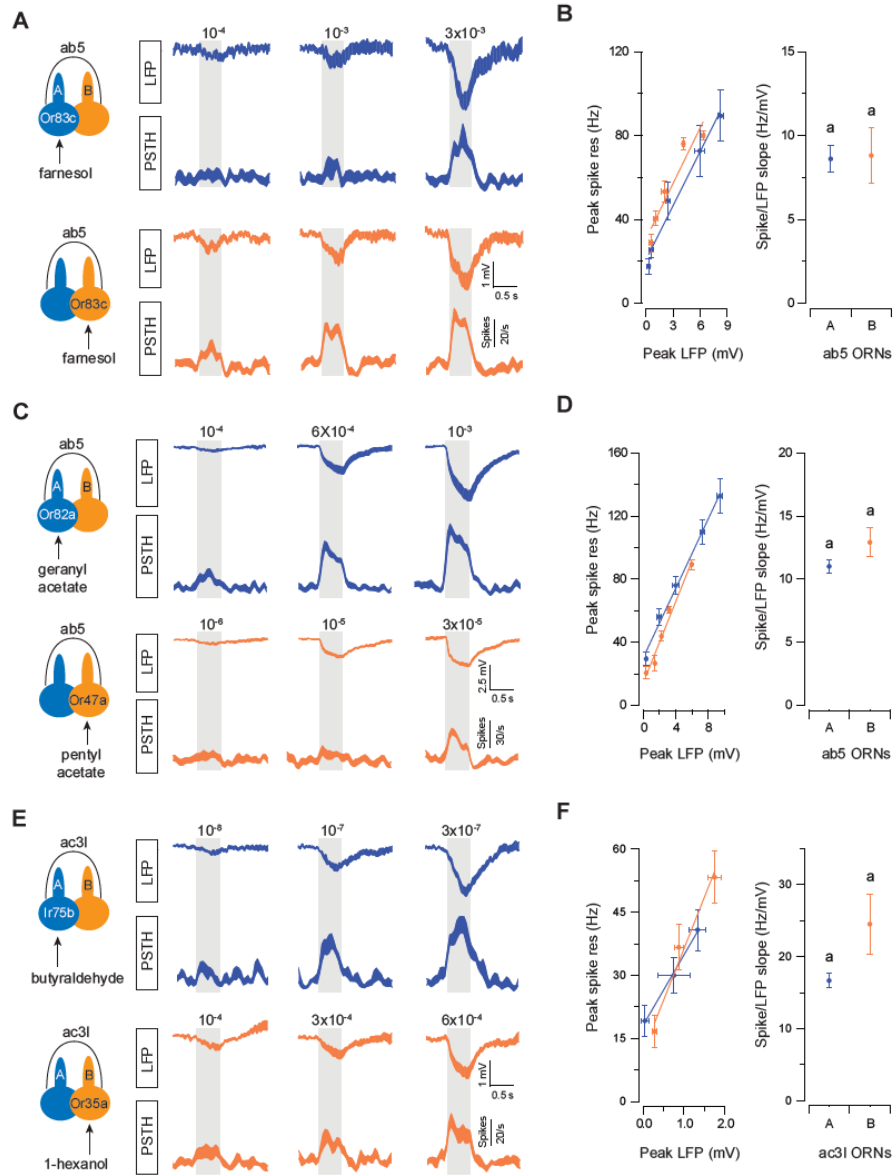 A
ab5
A
B
Or83c
farnesol
LFP
PSTH
10-4
10-3
3x10-3
ab5
Or83c
farnesol
LFP
PSTH
1 mV
0.5 s
Spikes
20/s
B
Peak spike res (Hz)
120
80
40
0
0
3
6
9
Peak LFP (mV)
Spike/LFP slope (Hz/mV)
15
10
5
0
a
a
A
B
ab5 ORNs
C
ab5
A
B
Or82a
geranyl
acetate
LFP
PSTH
10-4
6X10-4
10-3
ab5
Or47a
pentyl
acetate
LFP
PSTH
10-6
10-5
3x10-5
2.5 mV
0.5 s
Spikes
30/s
D
Peak spike res (Hz)
160
120
80
40
0
0
4
8
Peak LFP (mV)
Spike/LFP slope (Hz/mV)
20
15
10
5
0
a
a
A
B
ab5 ORNs
E
ac3I
A
B
Ir75b
butyraldehyde
LFP
PSTH
10-8
10-7
3x10-7
ac3I
Or35a
1-hexanol
LFP
PSTH
10-4
3x10-4
6x10-4
1 mV
0.5 s
Spikes
20/s
F
Peak spike res (Hz)
60
45
30
15
0
0.0
1.0
2.0
Peak LFP (mV)
Spike/LFP slope (Hz/mV)
30
20
10
0
a
a
A
B
ac3I ORNs